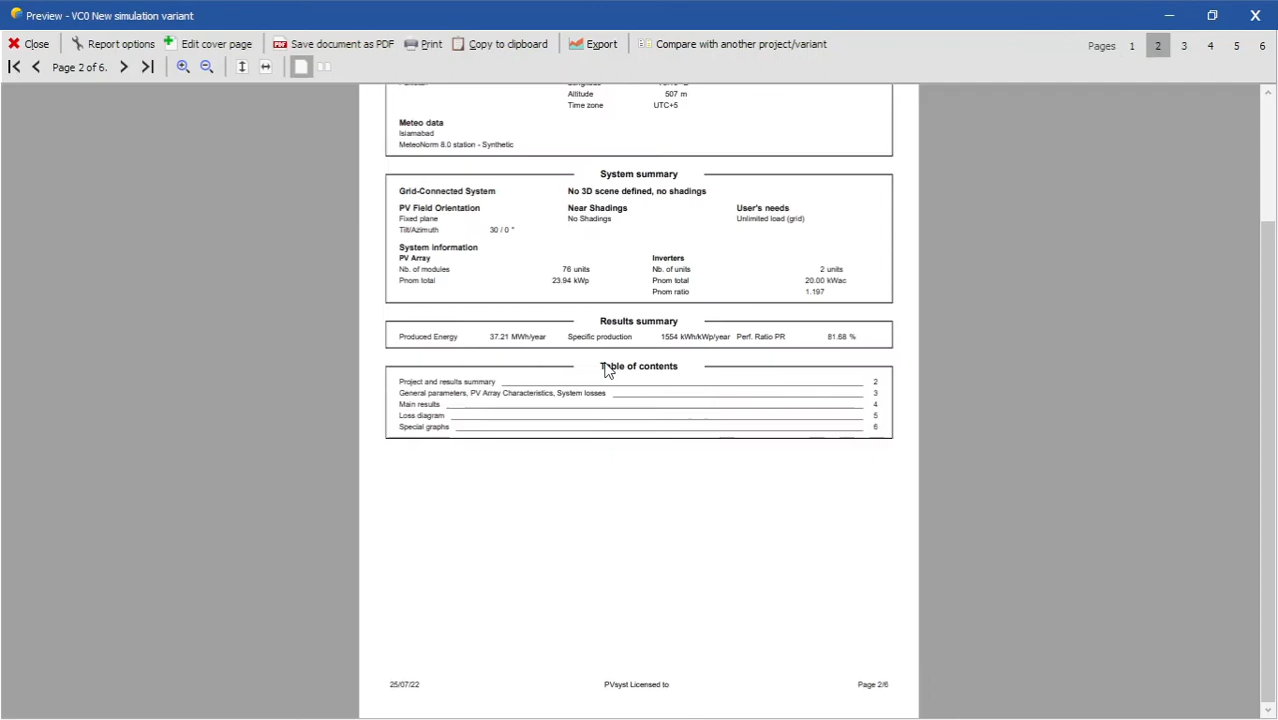 Preview - VC0 New simulation variant
Close Report options Edit cover page Save document as PDF Print Copy to clipboard Export Compare with another project/variant Pages 1 2 3 4 5 6
Page 2 of 6.
Altitude 507 m
Time zone UTC+5
Meteo data
Islamabad
MeteoNorm 8.0 station - Synthetic
System summary
Grid-Connected System No 3D scene defined, no shadings
PV Field Orientation Near Shadings User's needs
Fixed plane No Shadings Unlimited load (grid)
Tilt/Azimuth 30 / 0 °
System information
PV Array Inverters
Nb. of modules 76 units Nb. of units 2 units
Pnom total 23.94 kWp Pnom total 20.00 kWac
Pnom ratio 1.197
Results summary
Produced Energy 37.21 MWh/year Specific production 1554 kWh/kWp/year Perf. Ratio PR 81.68 %
Table of contents
Project and results summary 2
General parameters, PV Array Characteristics, System losses 3
Main results 4
Loss diagram 5
Special graphs 6
25/07/22 PVsyst Licensed to Page 2/6